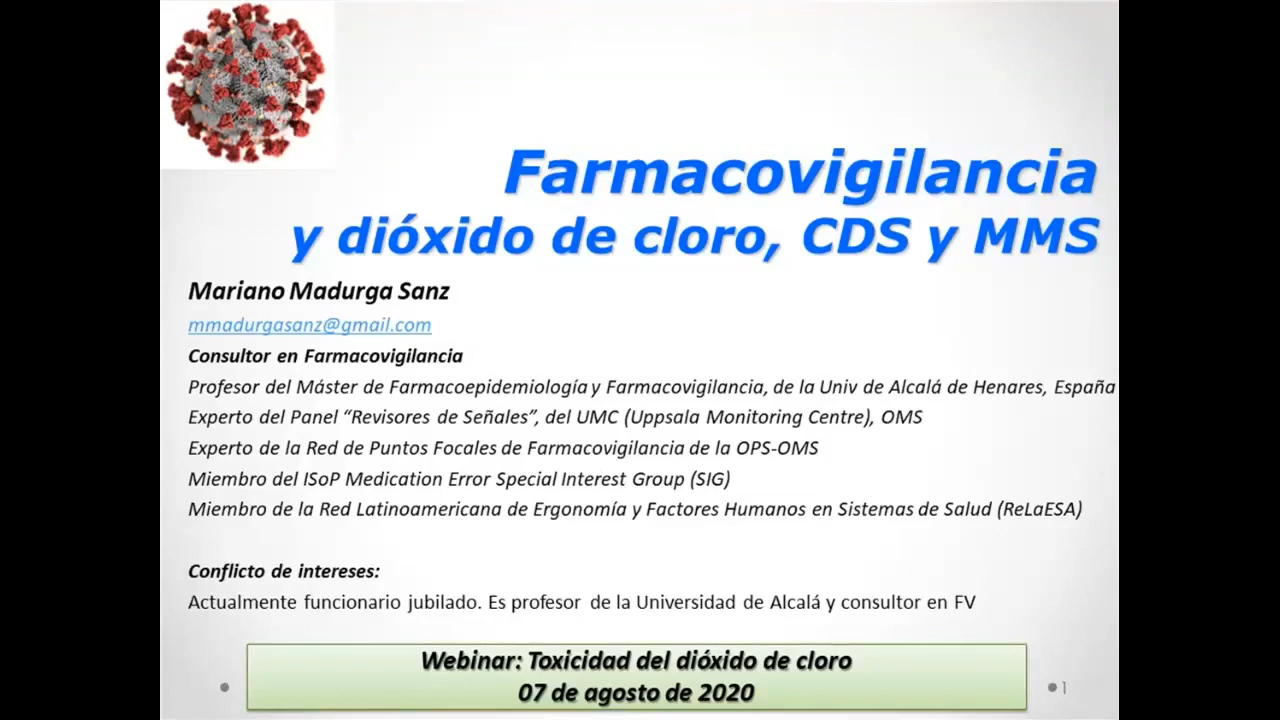 Farmacovigilancia
y dióxido de cloro, CDS y MMS
Mariano Madurga Sanz
mmadurgasanz@gmail.com
Consultor en Farmacovigilancia
Profesor del Máster de Farmacoepidemiología y Farmacovigilancia, de la Univ de Alcalá de Henares, España
Experto del Panel “Revisores de Señales”, del UMC (Uppsala Monitoring Centre), OMS
Experto de la Red de Puntos Focales de Farmacovigilancia de la OPS-OMS
Miembro del ISoP Medication Error Special Interest Group (SIG)
Miembro de la Red Latinoamericana de Ergonomía y Factores Humanos en Sistemas de Salud (ReLaESA)
Conflicto de intereses:
Actualmente funcionario jubilado. Es profesor de la Universidad de Alcalá y consultor en FV
Webinar: Toxicidad del dióxido de cloro
07 de agosto de 2020
1